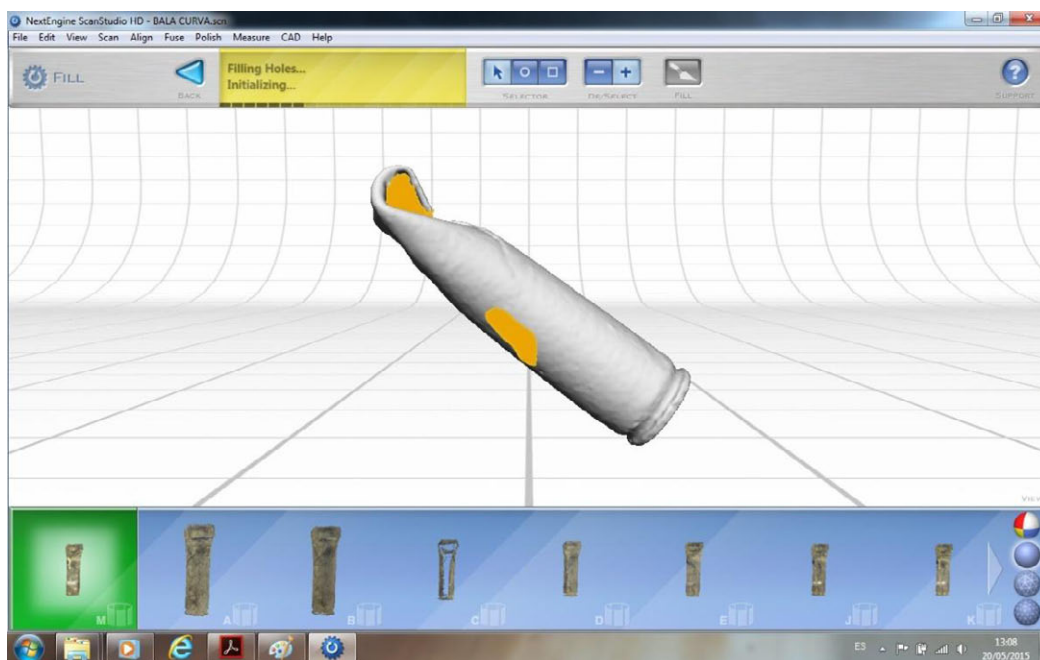 NextEngine ScanStudio HD - BALA CURVA.scn
File Edit View Scan Align Fuse Polish Measure CAD Help
FILL
BACK
Filling Holes...
Initializing...
SELECTOR
DE/SELECT
FILL
SUPPORT
VIEW
M
A
B
C
D
E
J
K
ES
13:08
20/05/2015